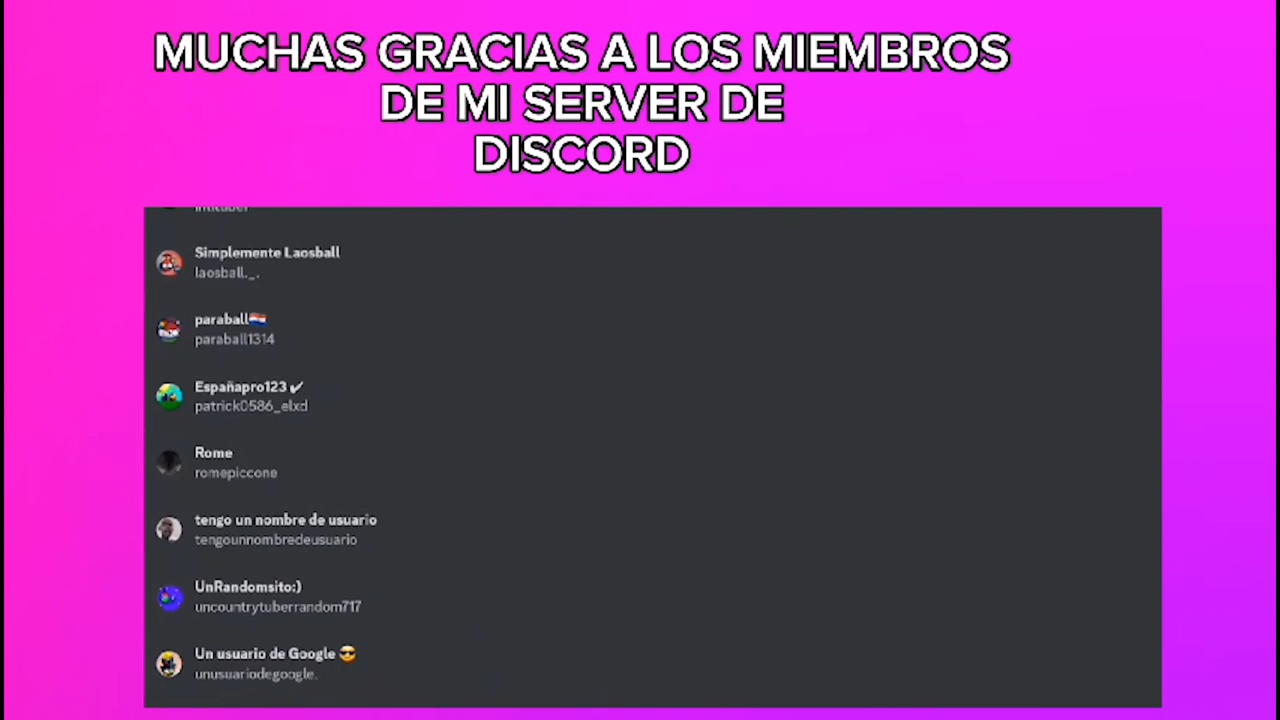 MUCHAS GRACIAS A LOS MIEMBROS
DE MI SERVER DE
DISCORD
Simplemente Laosball
laosball._.
paraball🇵🇾
paraball1314
Españapro123 ✔
patrick0586_elxd
Rome
romepiccone
tengo un nombre de usuario
tengounnombredeusuario
UnRandomsito:)
uncountrytuberrandom717
Un usuario de Google 😎
unusuariodegoogle.